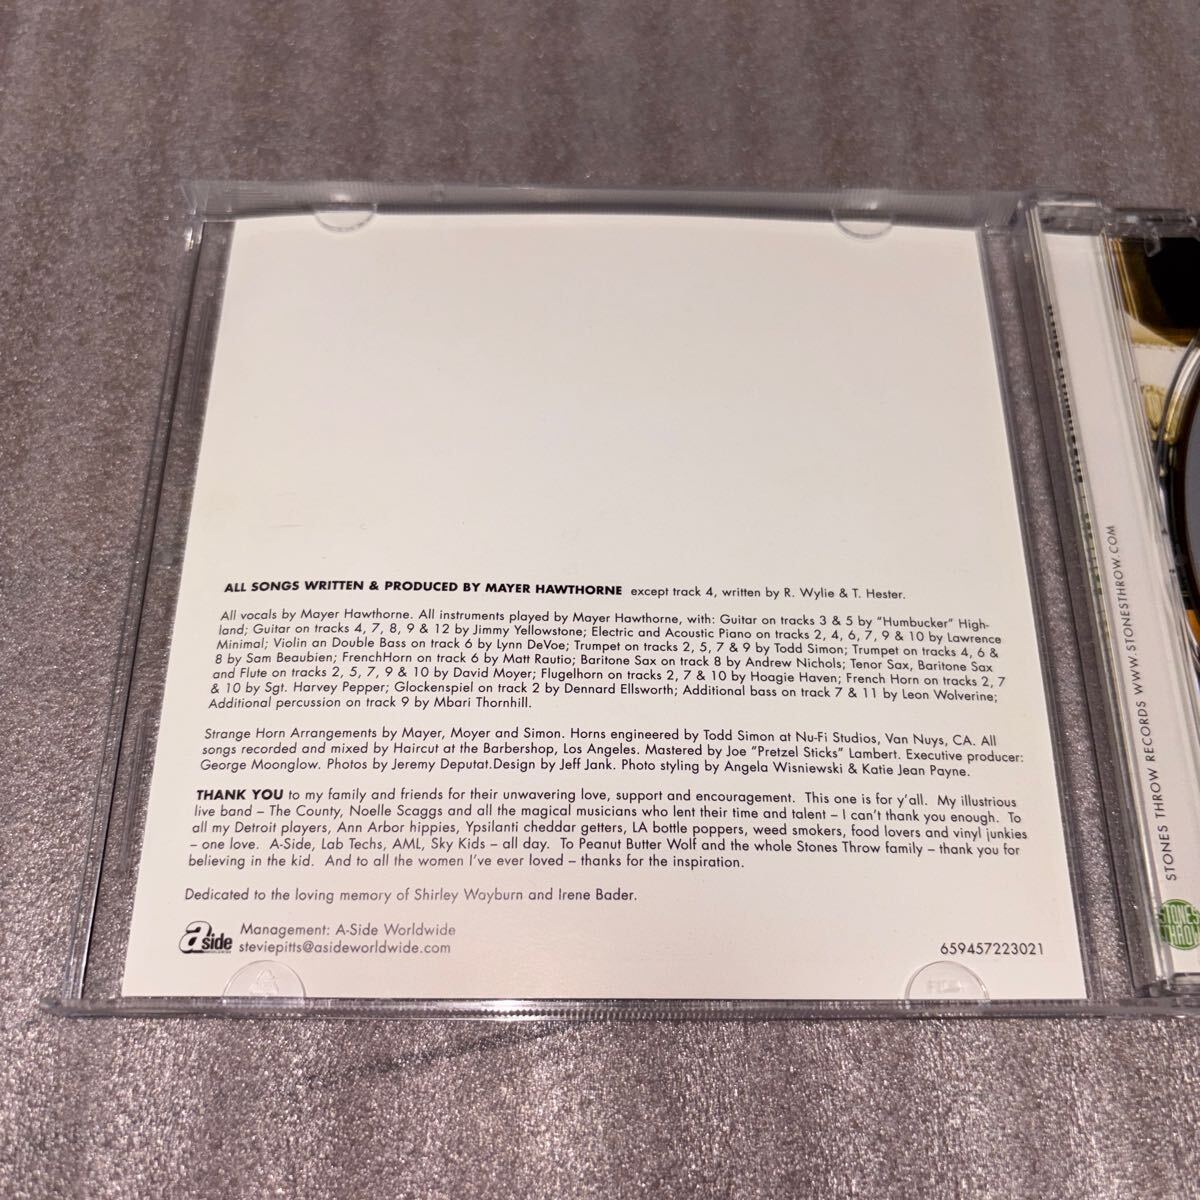 ALL SONGS WRITTEN & PRODUCED BY MAYER HAWTHORNE except track 4, written by R. Wylie & T. Hester.
All vocals by Mayer Hawthorne. All instruments played by Mayer Hawthorne, with: Guitar on tracks 3 & 5 by "Humbucker" High-
land; Guitar on tracks 4, 7, 8, 9 & 12 by Jimmy Yellowstone; Electric and Acoustic Piano on tracks 2, 4, 6, 7, 9 & 10 by Lawrence
Minimal; Violin an Double Bass on track 6 by Lynn DeVoe; Trumpet on tracks 2, 5, 7 & 9 by Todd Simon; Trumpet on tracks 4, 6 &
8 by Sam Beaubien; FrenchHorn on track 6 by Matt Rautio; Baritone Sax on track 8 by Andrew Nichols; Tenor Sax, Baritone Sax
and Flute on tracks 2, 5, 7, 9 & 10 by David Moyer; Flugelhorn on tracks 2, 7 & 10 by Hoagie Haven; French Horn on tracks 2, 7
& 10 by Sgt. Harvey Pepper; Glockenspiel on track 2 by Dennard Ellsworth; Additional bass on track 7 & 11 by Leon Wolverine;
Additional percussion on track 9 by Mbari Thornhill.
Strange Horn Arrangements by Mayer, Moyer and Simon. Horns engineered by Todd Simon at Nu-Fi Studios, Van Nuys, CA. All
songs recorded and mixed by Haircut at the Barbershop, Los Angeles. Mastered by Joe "Pretzel Sticks" Lambert. Executive producer:
George Moonglow. Photos by Jeremy Deputat.Design by Jeff Jank. Photo styling by Angela Wisniewski & Katie Jean Payne.
THANK YOU to my family and friends for their unwavering love, support and encouragement. This one is for y'all. My illustrious
live band – The County, Noelle Scaggs and all the magical musicians who lent their time and talent – I can't thank you enough. To
all my Detroit players, Ann Arbor hippies, Ypsilanti cheddar getters, LA bottle poppers, weed smokers, food lovers and vinyl junkies
– one love. A-Side, Lab Techs, AML, Sky Kids – all day. To Peanut Butter Wolf and the whole Stones Throw family – thank you for
believing in the kid. And to all the women I've ever loved – thanks for the inspiration.
Dedicated to the loving memory of Shirley Wayburn and Irene Bader.
aside
Management: A-Side Worldwide
steviepitts@asideworldwide.com
659457223021
STONES THROW RECORDS WWW.STONESTHROW.COM
STONES
THROW